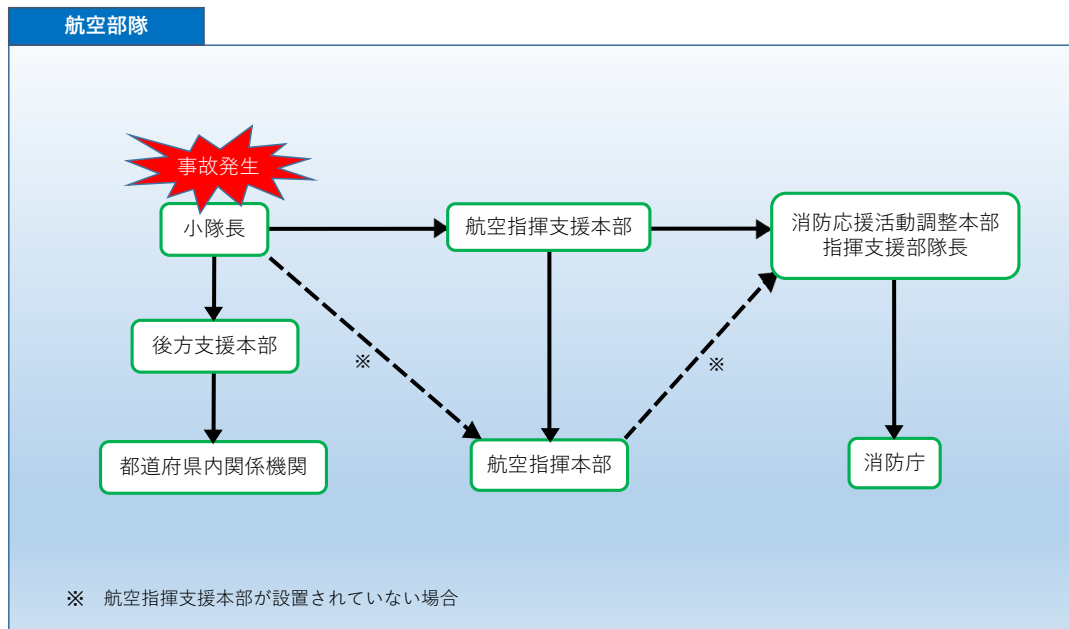 航空部隊
事故発生
小隊長
航空指揮支援本部
消防応援活動調整本部
指揮支援部隊長
後方支援本部
※
※
都道府県内関係機関
航空指揮本部
消防庁
※ 航空指揮支援本部が設置されていない場合